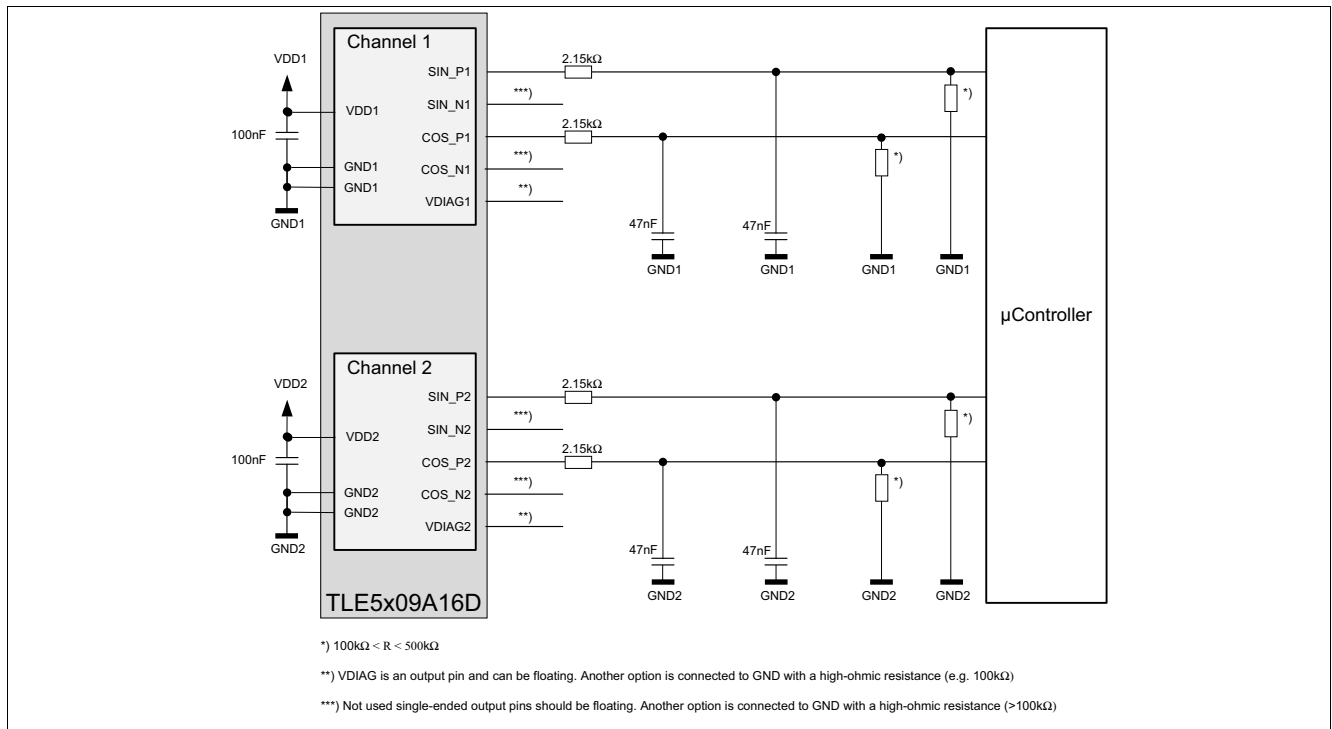 Channel 1
VDD1
SIN_P1
2.15kΩ
***)
SIN_N1
*)
VDD1
2.15kΩ
100nF
COS_P1
***)
*)
GND1
COS_N1
**)
GND1
VDIAG1
GND1
47nF
47nF
GND1
GND1
GND1
GND1
µController
Channel 2
VDD2
2.15kΩ
SIN_P2
***)
*)
SIN_N2
VDD2
2.15kΩ
100nF
COS_P2
***)
*)
GND2
COS_N2
**)
GND2
VDIAG2
GND2
47nF
47nF
GND2
GND2
GND2
GND2
TLE5x09A16D
*) 100kΩ < R < 500kΩ
**) VDIAG is an output pin and can be floating. Another option is connected to GND with a high-ohmic resistance (e.g. 100kΩ)
***) Not used single-ended output pins should be floating. Another option is connected to GND with a high-ohmic resistance (>100kΩ)